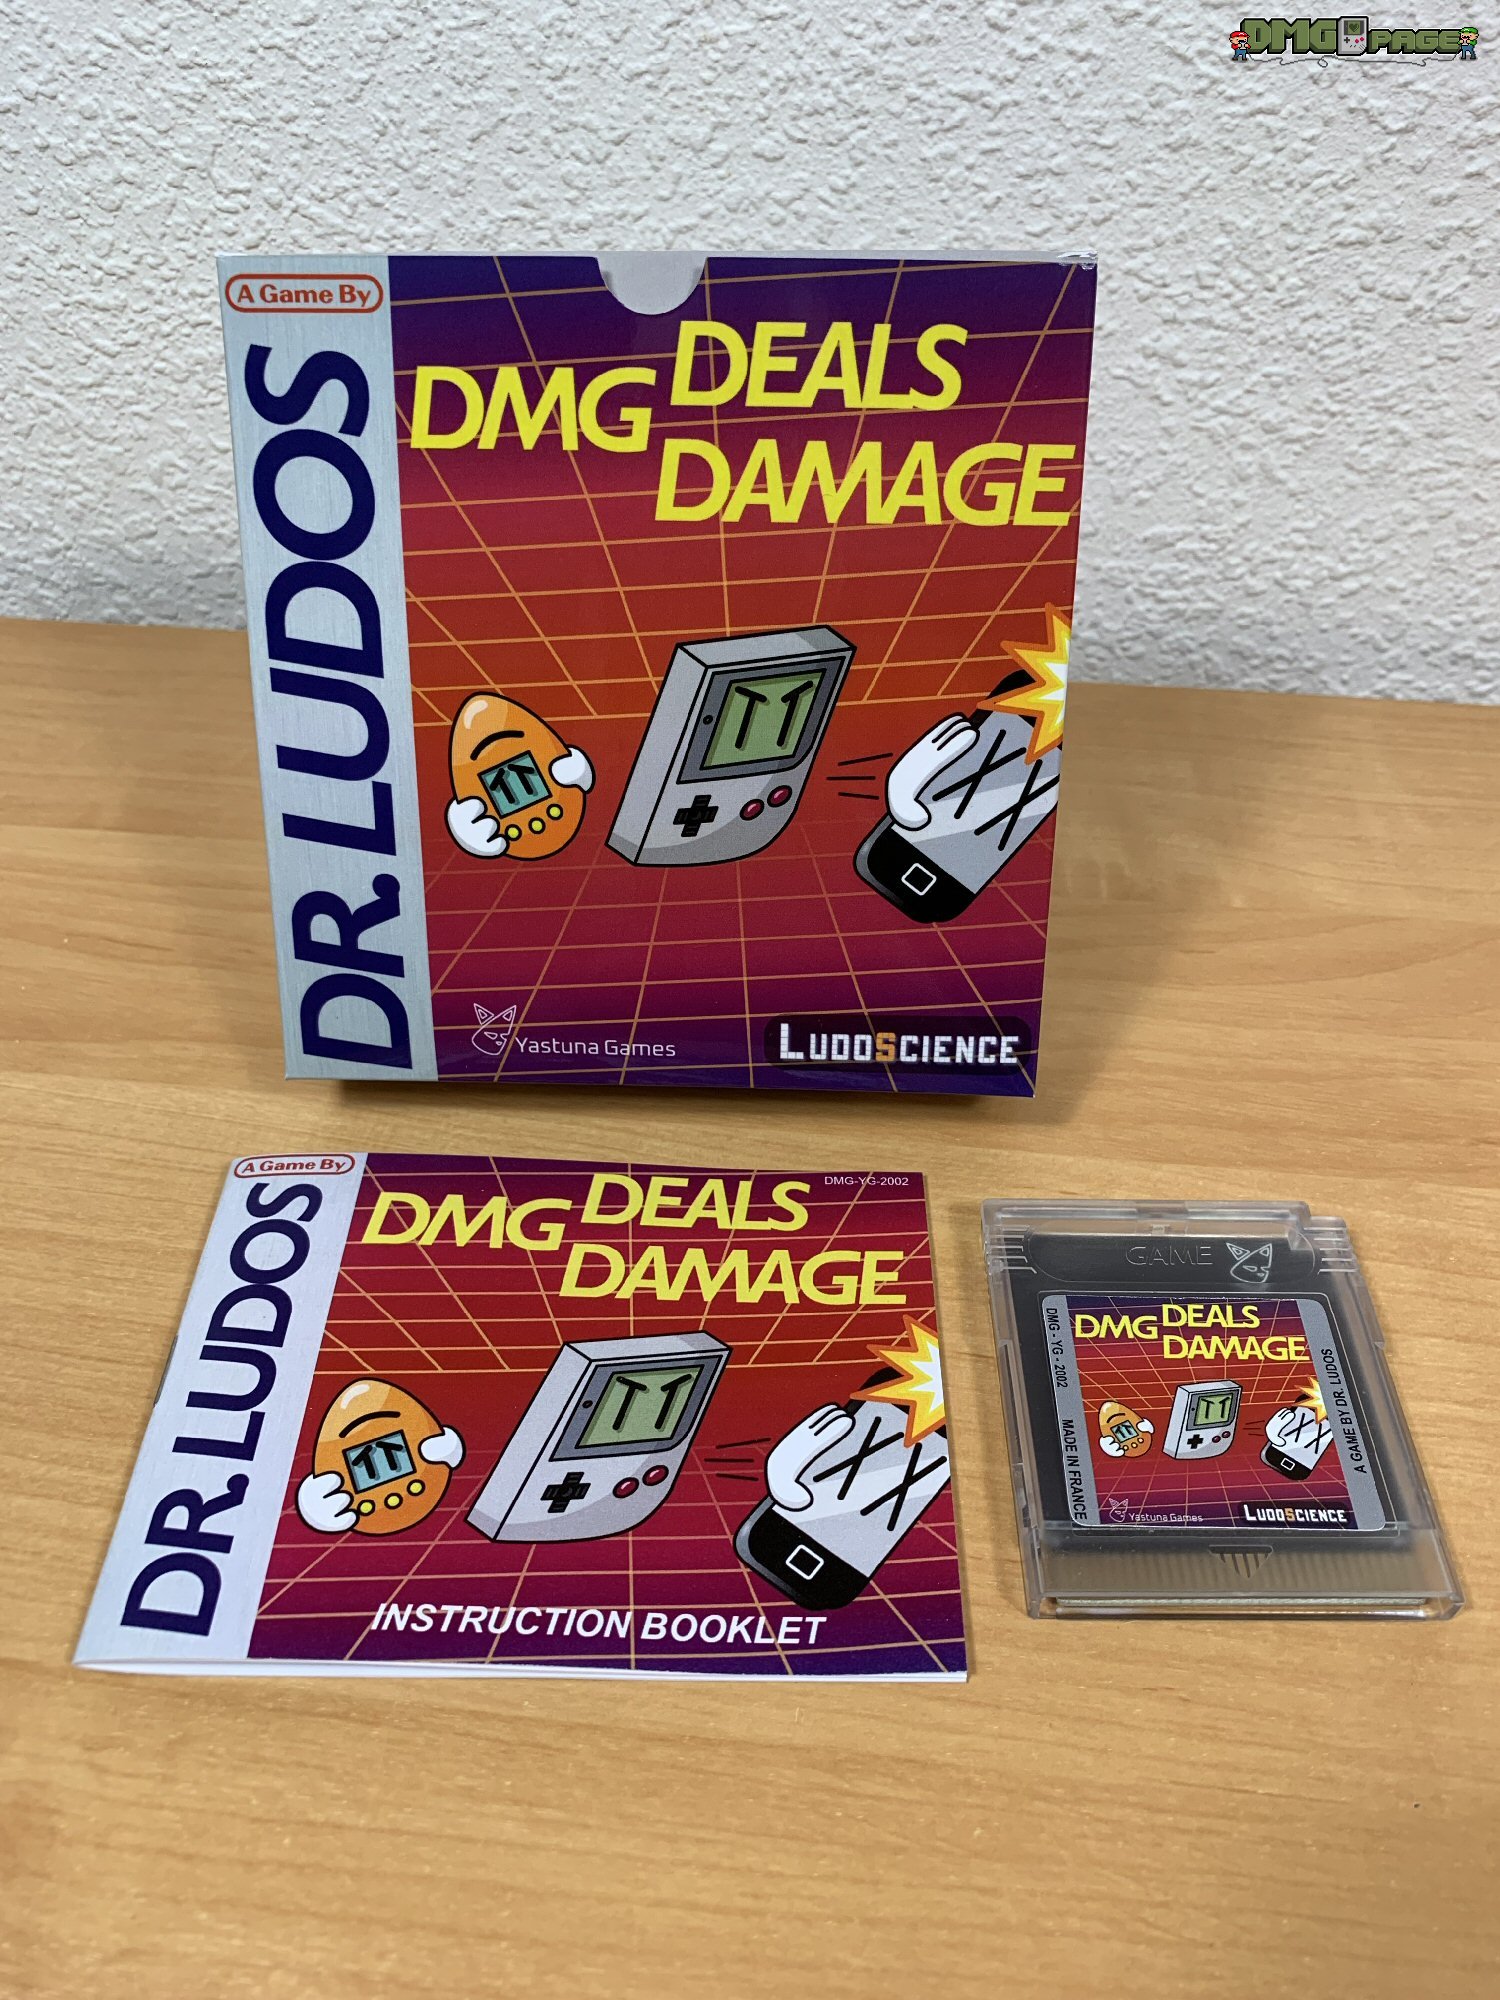 DMG PAGE
A Game By
DR. LUDOS
DMG DEALS
DAMAGE
Yastuna Games
LUDOSCIENCE
A Game By
DR. LUDOS
DMG-YG-2002
DMG DEALS
DAMAGE
INSTRUCTION BOOKLET
GAME
DMG - YG - 2002
MADE IN FRANCE
DMG DEALS
DAMAGE
A GAME BY DR. LUDOS
Yastuna Games
LUDOSCIENCE